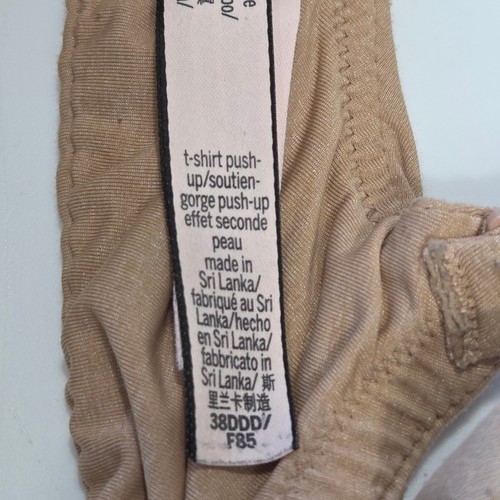 t-shirt push-
up/soutien-
gorge push-up
effet seconde
peau
made in
Sri Lanka/
fabriqué au Sri
Lanka/hecho
en Sri Lanka/
fabbricato in
Sri Lanka/ 斯
里兰卡制造
38DDD/
F85